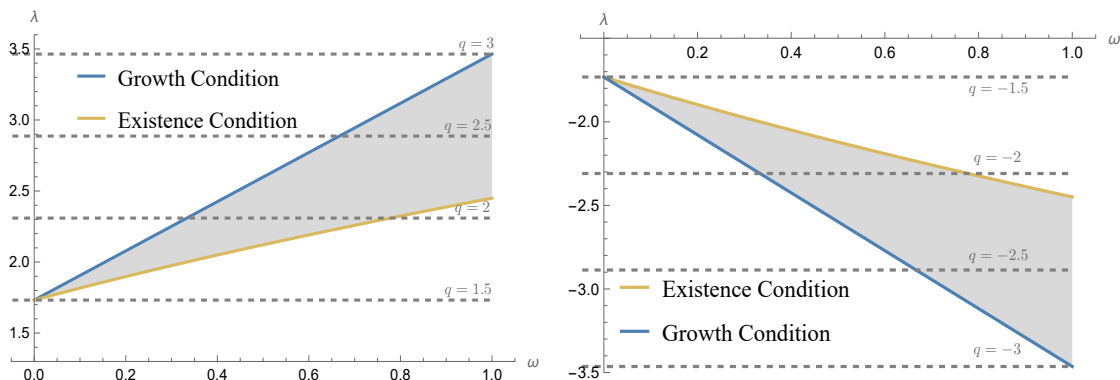 λ
3.5
q = 3
Growth Condition
Existence Condition
3.0
q = 2.5
2.5
q = 2
2.0
q = 1.5
1.5
0.0 0.2 0.4 0.6 0.8 1.0
ω
λ
0.2 0.4 0.6 0.8 1.0
ω
q = −1.5
−2.0
q = −2
−2.5
q = −2.5
Existence Condition
−3.0
Growth Condition
q = −3
−3.5